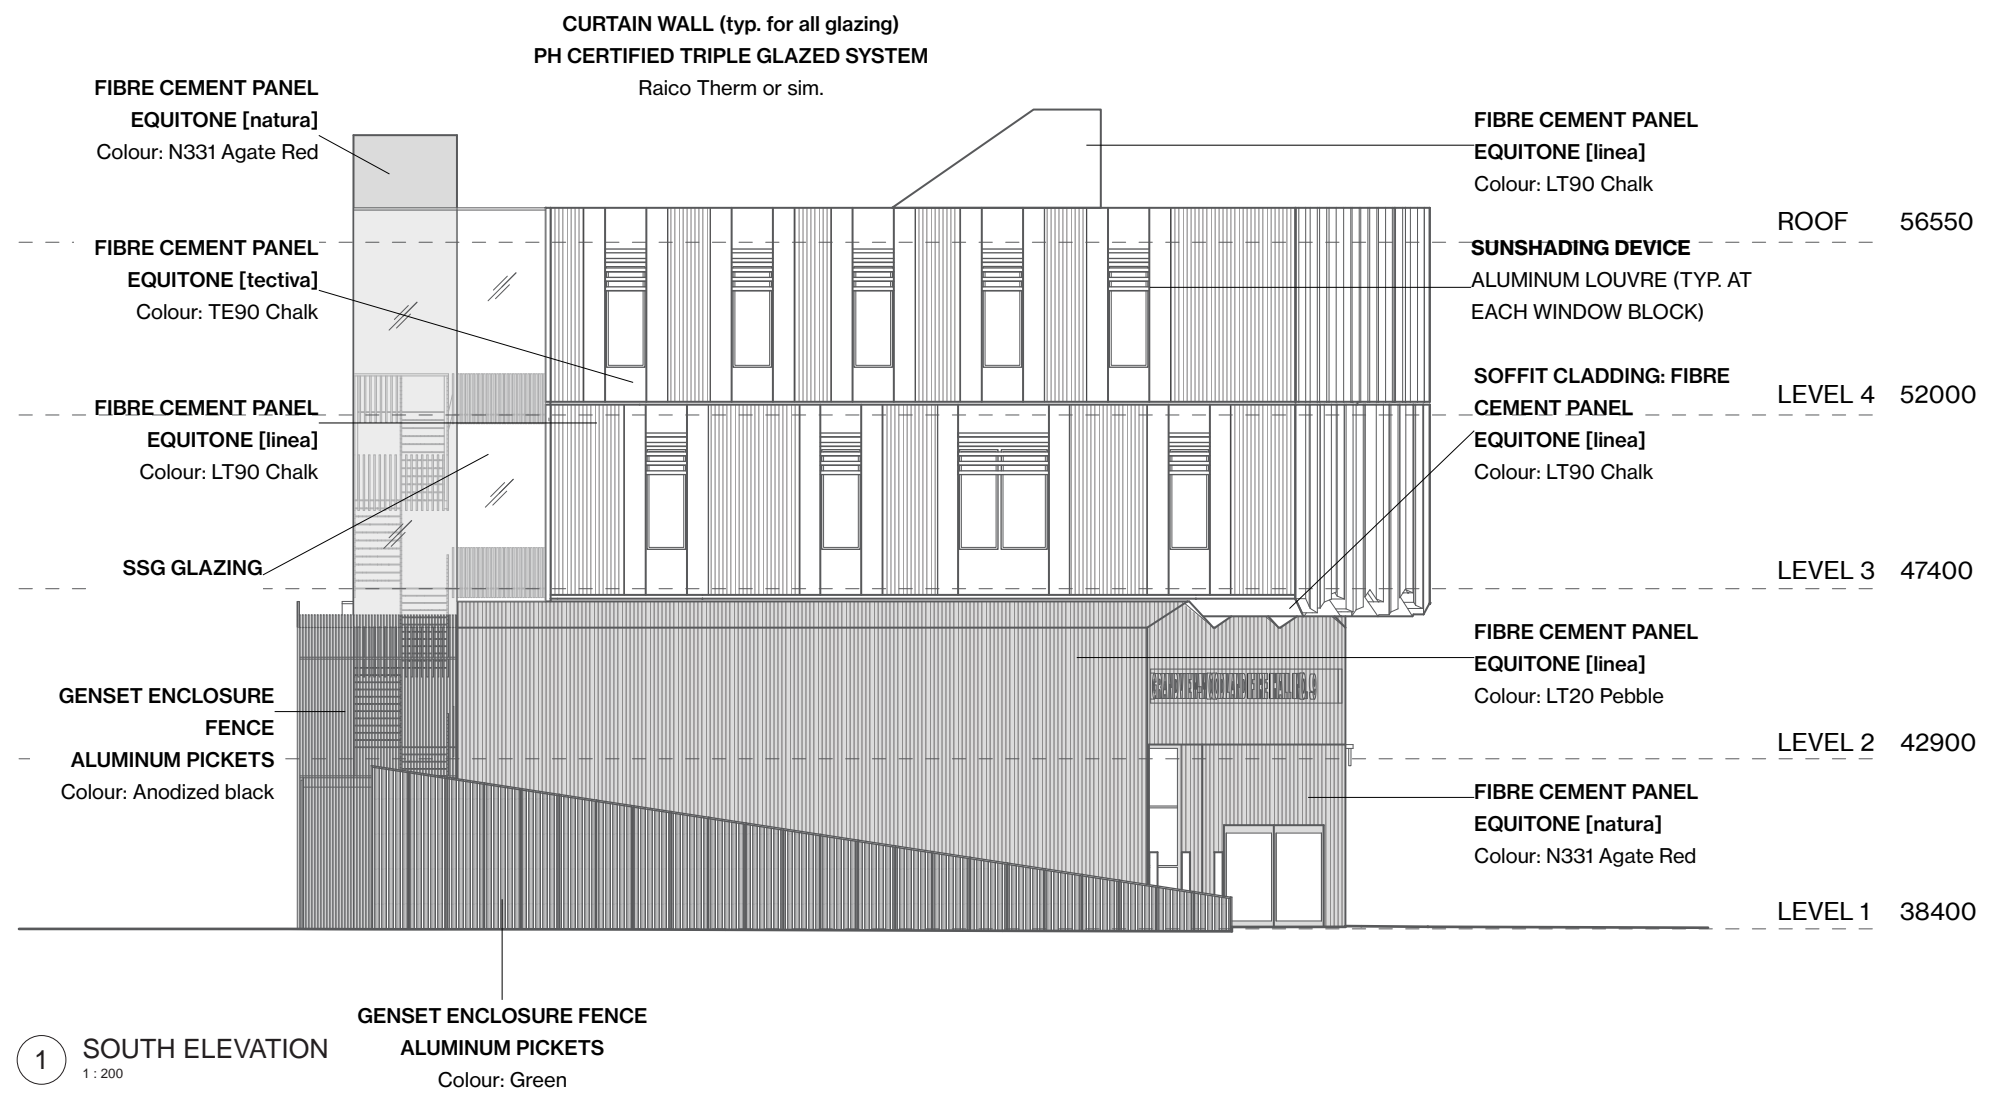 CURTAIN WALL (typ. for all glazing)
PH CERTIFIED TRIPLE GLAZED SYSTEM
Raico Therm or sim.
FIBRE CEMENT PANEL
EQUITONE [natura]
Colour: N331 Agate Red
FIBRE CEMENT PANEL
EQUITONE [tectiva]
Colour: TE90 Chalk
FIBRE CEMENT PANEL
EQUITONE [linea]
Colour: LT90 Chalk
SSG GLAZING
GENSET ENCLOSURE
FENCE
ALUMINUM PICKETS
Colour: Anodized black
FIBRE CEMENT PANEL
EQUITONE [linea]
Colour: LT90 Chalk
SUNSHADING DEVICE
ALUMINUM LOUVRE (TYP. AT
EACH WINDOW BLOCK)
SOFFIT CLADDING: FIBRE
CEMENT PANEL
EQUITONE [linea]
Colour: LT90 Chalk
FIBRE CEMENT PANEL
EQUITONE [linea]
Colour: LT20 Pebble
FIBRE CEMENT PANEL
EQUITONE [natura]
Colour: N331 Agate Red
ROOF 56550
LEVEL 4 52000
LEVEL 3 47400
LEVEL 2 42900
LEVEL 1 38400
GENSET ENCLOSURE FENCE
ALUMINUM PICKETS
Colour: Green
1 SOUTH ELEVATION
1 : 200